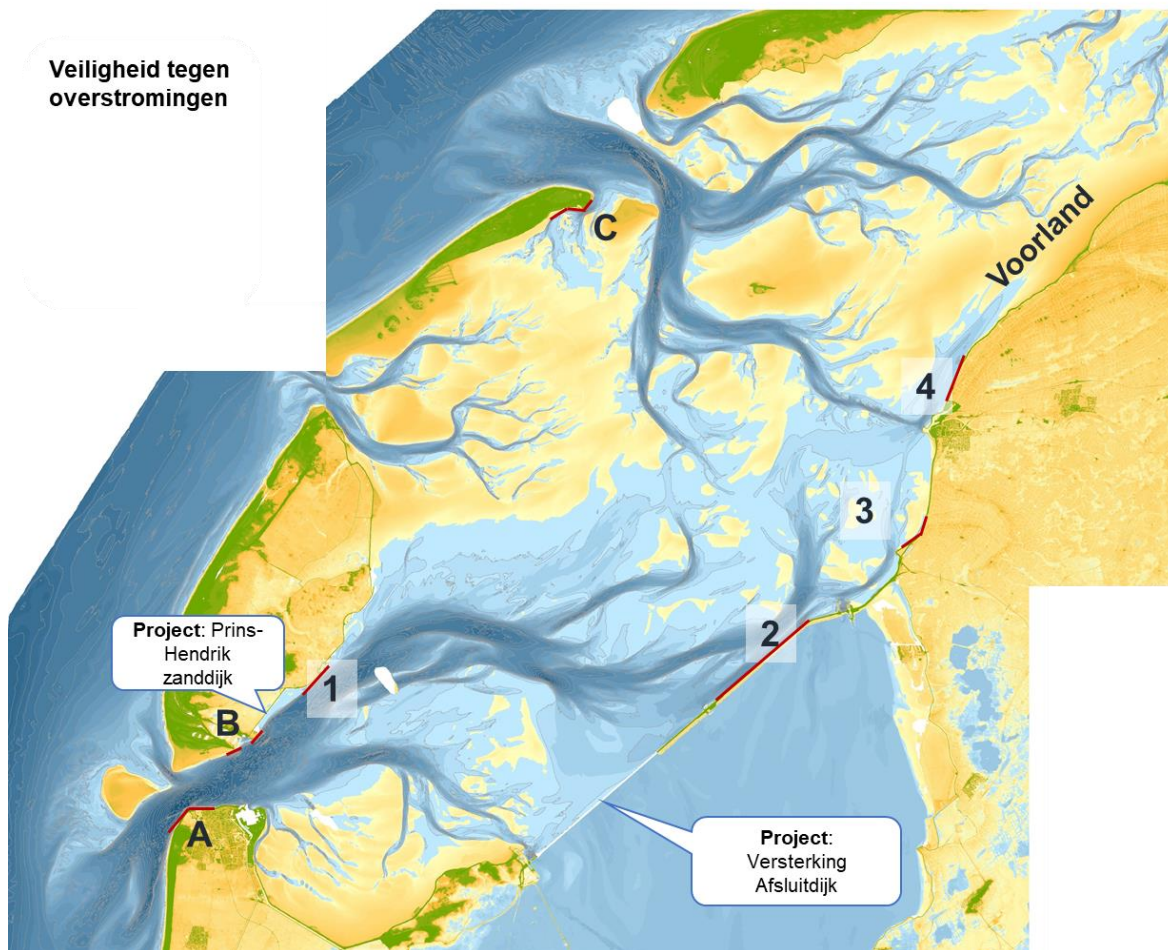 Veiligheid tegen
overstromingen
C
Voorland
4
3
Project: Prins-
Hendrik
zanddijk
2
1
B
A
Project:
Versterking
Afsluitdijk